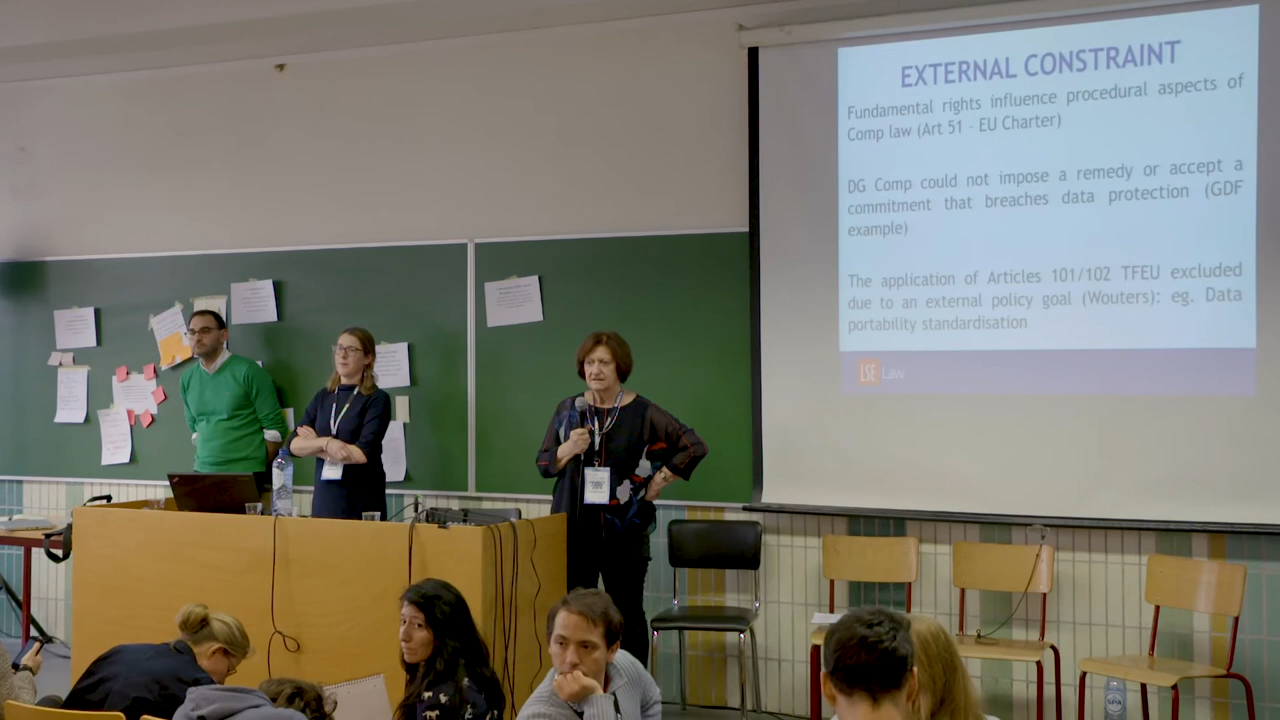 EXTERNAL CONSTRAINT
Fundamental rights influence procedural aspects of
Comp law (Art 51 - EU Charter)
DG Comp could not impose a remedy or accept a
commitment that breaches data protection (GDF
example)
The application of Articles 101/102 TFEU excluded
due to an external policy goal (Wouters): eg. Data
portability standardisation
LSE Law
SPA